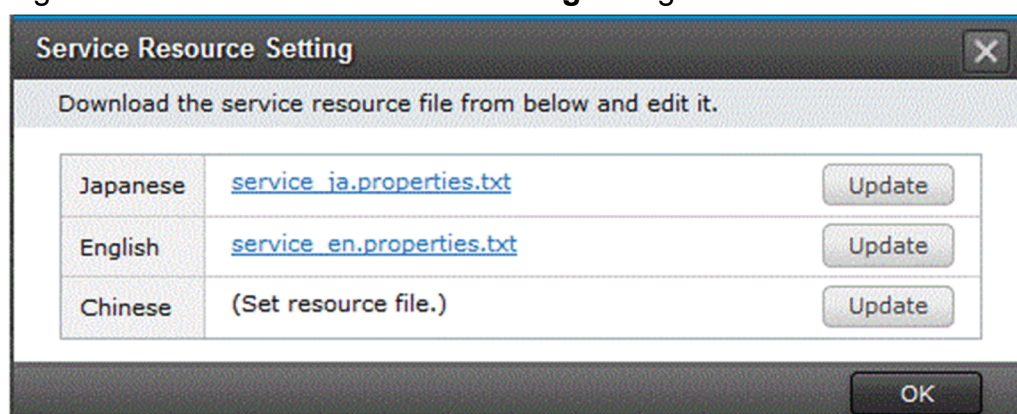 Service Resource Setting
Download the service resource file from below and edit it.
Japanese service_ja.properties.txt Update
English service_en.properties.txt Update
Chinese (Set resource file.) Update
OK